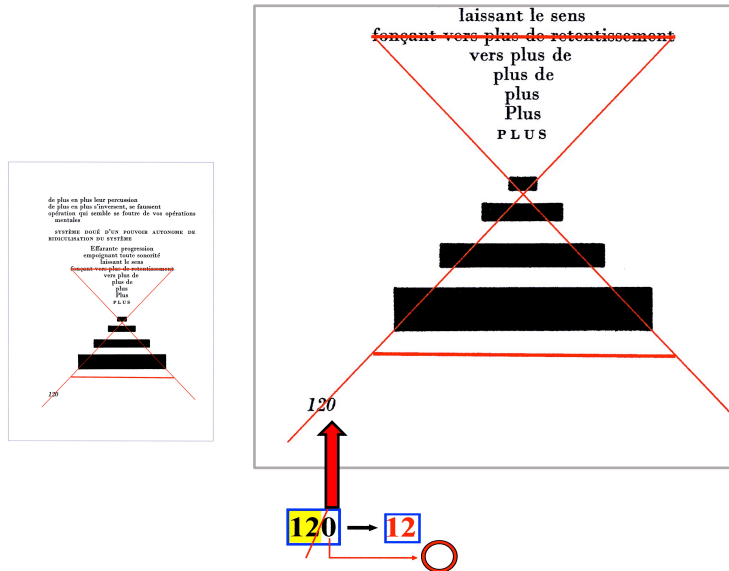 de plus en plus leur percussion
de plus en plus s'inversent, se faussent
opération qui semble se foutre de vos opérations
mentales
SYSTÈME DOUÉ D'UN POUVOIR AUTONOME DE
RIDICULISATION DU SYSTÈME
Effarante progression
empoignant toute sonorité
laissant le sens
fonçant vers plus de retentissement
vers plus de
plus de
plus
Plus
PLUS
120
laissant le sens
fonçant vers plus de retentissement
vers plus de
plus de
plus
Plus
PLUS
120
120
12